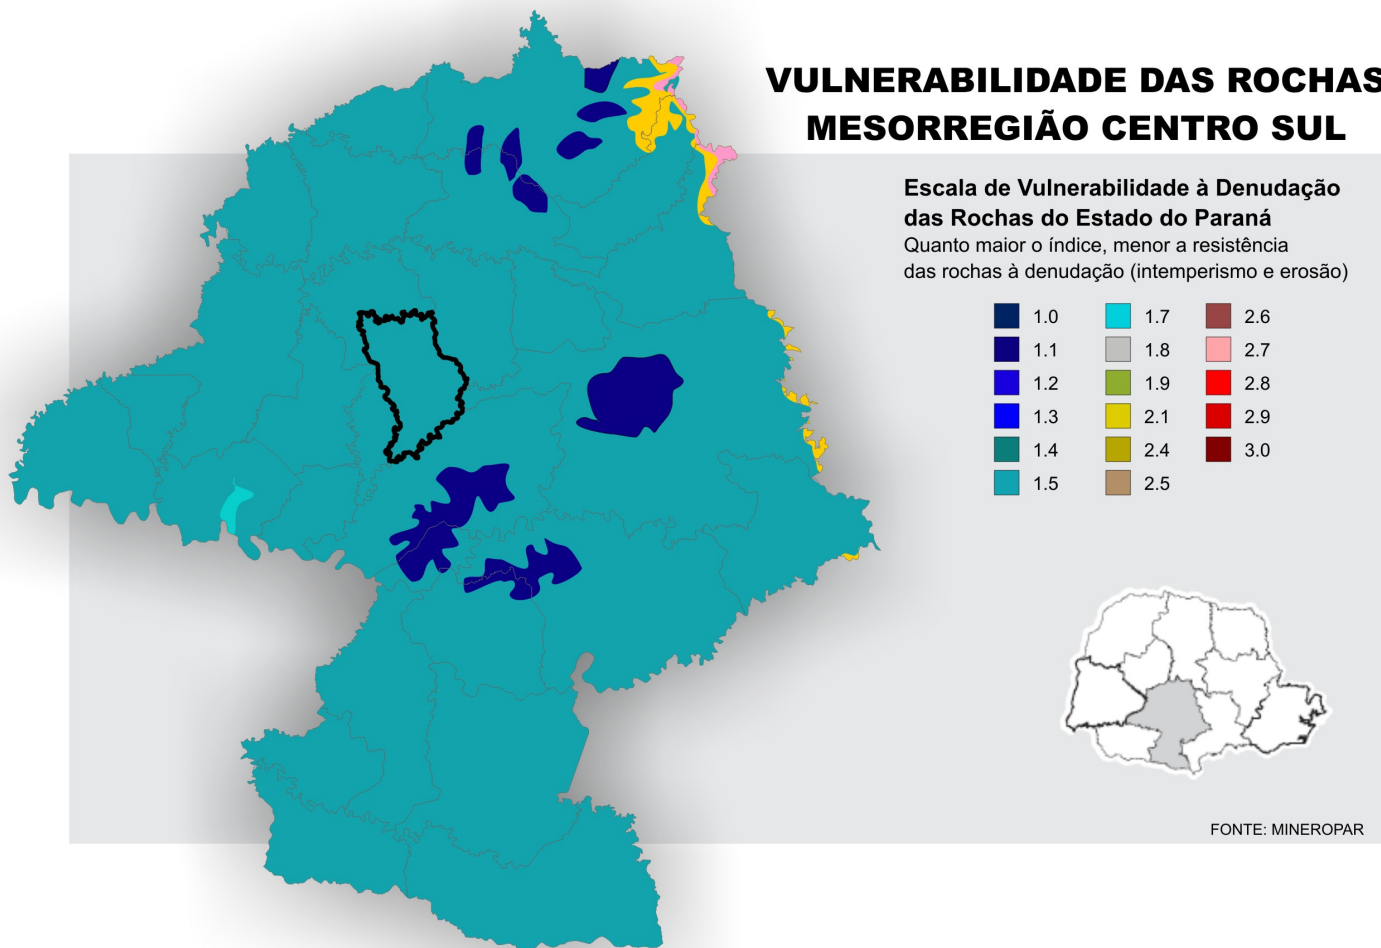 VULNERABILIDADE DAS ROCHAS
MESORREGIÃO CENTRO SUL
Escala de Vulnerabilidade à Denudação
das Rochas do Estado do Paraná
Quanto maior o índice, menor a resistência
das rochas à denudação (intemperismo e erosão)
1.0 1.7 2.6
1.1 1.8 2.7
1.2 1.9 2.8
1.3 2.1 2.9
1.4 2.4 3.0
1.5 2.5
FONTE: MINEROPAR